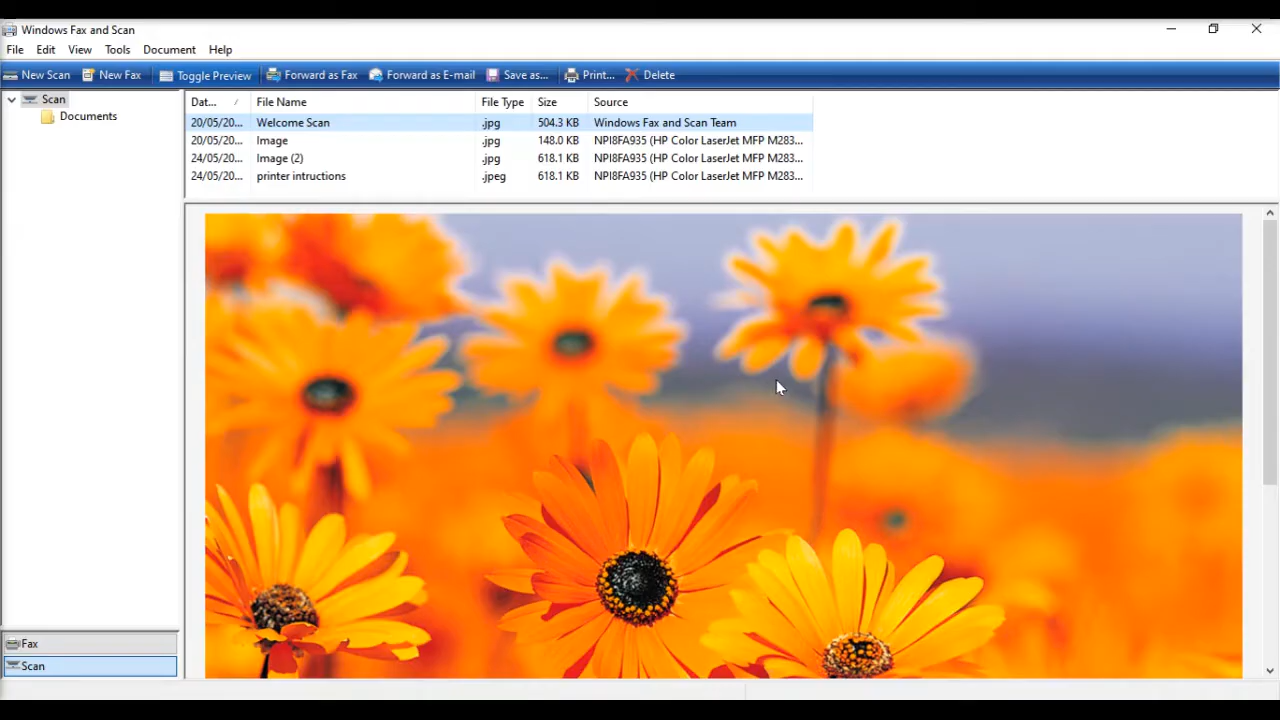 Windows Fax and Scan
File Edit View Tools Document Help
New Scan New Fax Toggle Preview Forward as Fax Forward as E-mail Save as... Print... Delete
Scan
Documents
Dat... File Name File Type Size Source
20/05/20... Welcome Scan .jpg 504.3 KB Windows Fax and Scan Team
20/05/20... Image .jpg 148.0 KB NPI8FA935 (HP Color LaserJet MFP M283...
24/05/20... Image (2) .jpg 618.1 KB NPI8FA935 (HP Color LaserJet MFP M283...
24/05/20... printer intructions .jpeg 618.1 KB NPI8FA935 (HP Color LaserJet MFP M283...
Fax
Scan